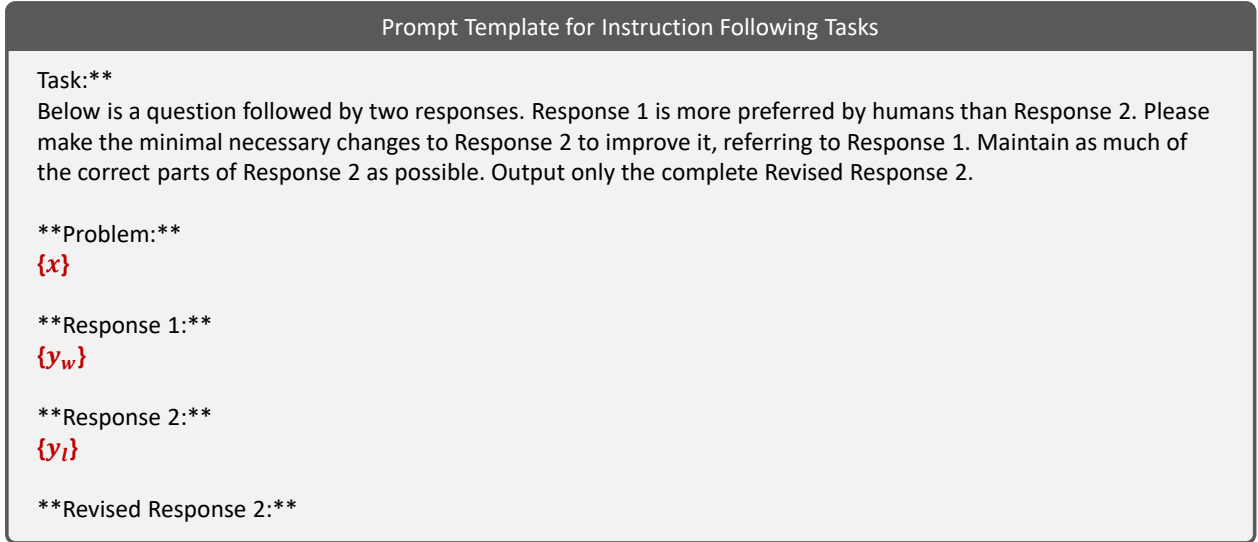 Prompt Template for Instruction Following Tasks
Task:**
Below is a question followed by two responses. Response 1 is more preferred by humans than Response 2. Please
make the minimal necessary changes to Response 2 to improve it, referring to Response 1. Maintain as much of
the correct parts of Response 2 as possible. Output only the complete Revised Response 2.
**Problem:**
{x}
**Response 1:**
{y_w}
**Response 2:**
{y_l}
**Revised Response 2:**